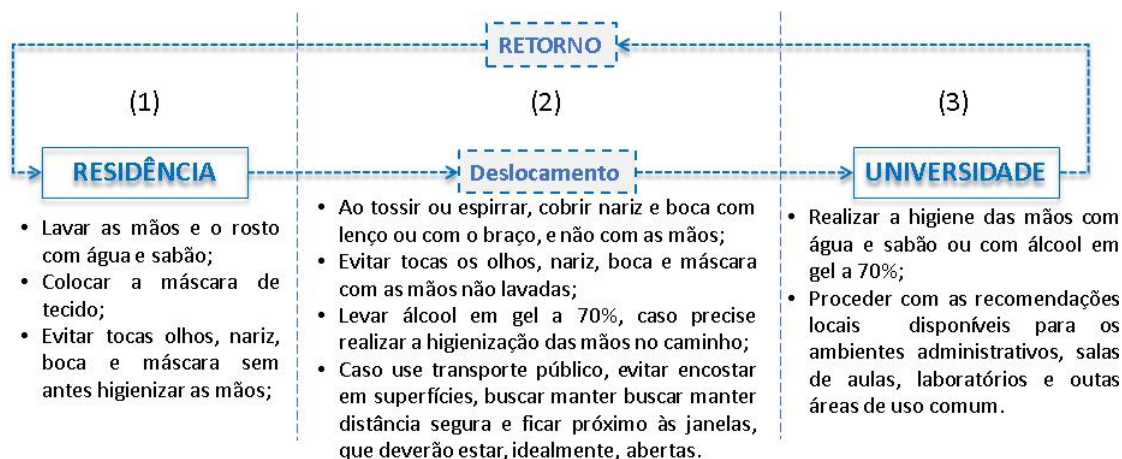 RETORNO
(1)
(2)
(3)
RESIDÊNCIA
Deslocamento
UNIVERSIDADE
• Lavar as mãos e o rosto
com água e sabão;
• Colocar a máscara de
tecido;
• Evitar tocas olhos, nariz,
boca e máscara sem
antes higienizar as mãos;
• Ao tossir ou espirrar, cobrir nariz e boca com
lenço ou com o braço, e não com as mãos;
• Evitar tocas os olhos, nariz, boca e máscara
com as mãos não lavadas;
• Levar álcool em gel a 70%, caso precise
realizar a higienização das mãos no caminho;
• Caso use transporte público, evitar encostar
em superfícies, buscar manter buscar manter
distância segura e ficar próximo às janelas,
que deverão estar, idealmente, abertas.
• Realizar a higiene das mãos com
água e sabão ou com álcool em
gel a 70%;
• Proceder com as recomendações
locais disponíveis para os
ambientes administrativos, salas
de aulas, laboratórios e outas
áreas de uso comum.